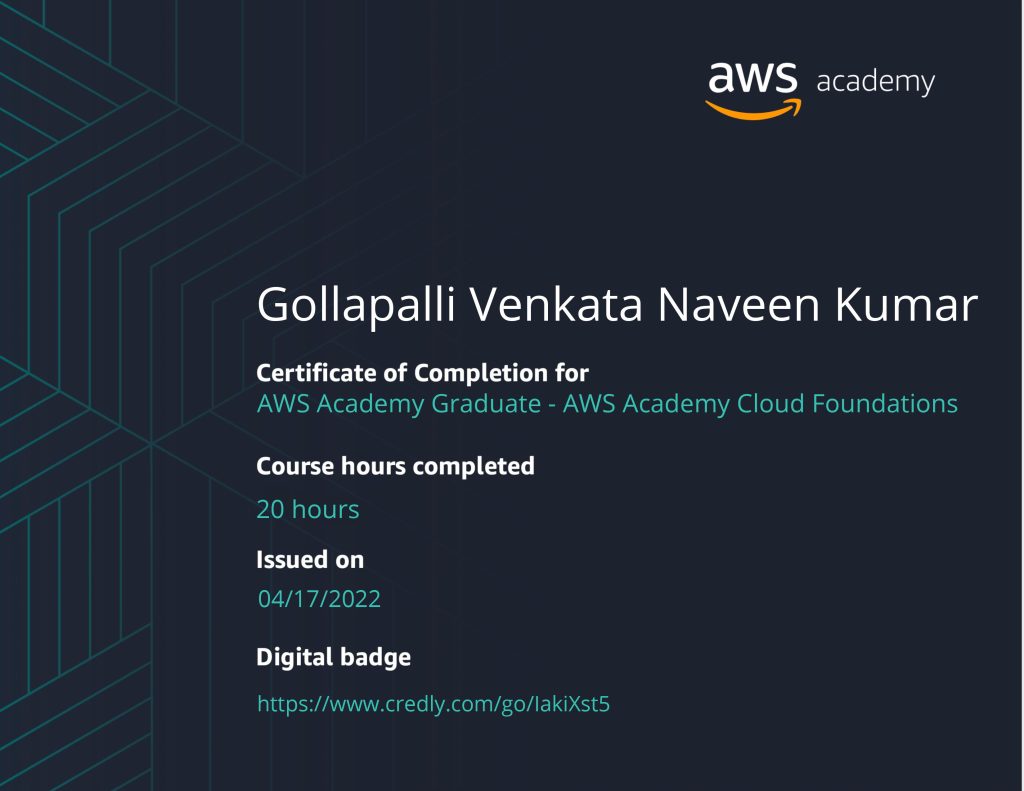 aws academy
Gollapalli Venkata Naveen Kumar
Certificate of Completion for
AWS Academy Graduate - AWS Academy Cloud Foundations
Course hours completed
20 hours
Issued on
04/17/2022
Digital badge
https://www.credly.com/go/lakiXst5